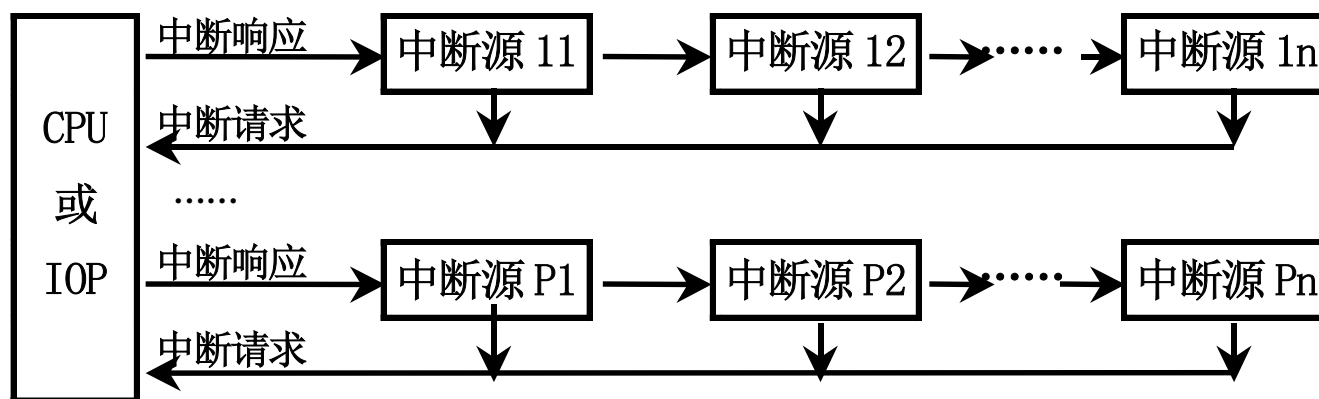 中断响应
中断源 11
中断源 12
……
中断源 1n
中断请求
CPU
或
IOP
……
中断响应
中断源 P1
中断源 P2
……
中断源 Pn
中断请求